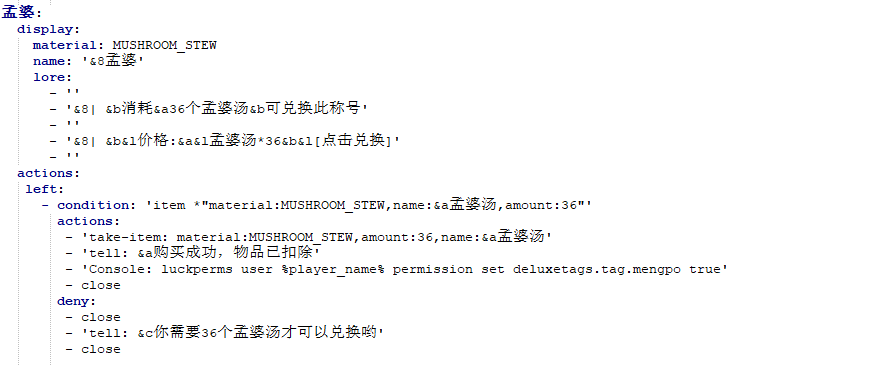 孟婆:
  display:
    material: MUSHROOM_STEW
    name: '&8孟婆'
    lore:
      - ''
      - '&8| &b消耗&a36个孟婆汤&b可兑换此称号'
      - ''
      - '&8| &b&l价格:&a&l孟婆汤*36&b&l[点击兑换]'
      - ''
  actions:
   left:
     - condition: 'item *"material:MUSHROOM_STEW,name:&a孟婆汤,amount:36"'
       actions:
        - 'take-item: material:MUSHROOM_STEW,amount:36,name:&a孟婆汤'
        - 'tell: &a购买成功，物品已扣除'
        - 'Console: luckperms user %player_name% permission set deluxetags.tag.mengpo true'
        - close
       deny:
        - close
        - 'tell: &c你需要36个孟婆汤才可以兑换哟'
        - close